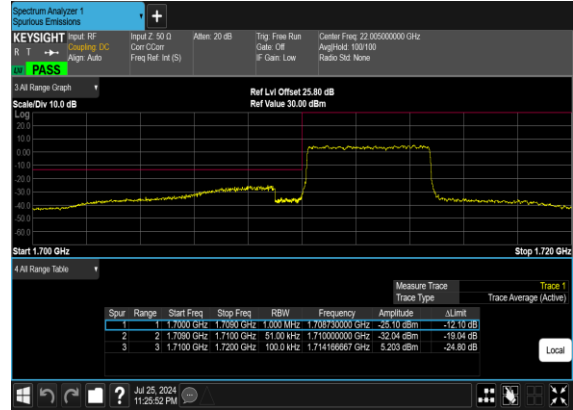 Spectrum Analyzer 1
Spurious Emissions
KEYSIGHT Input: RF Input Z: 50 Ω Atten: 20 dB Trig: Free Run Center Freq: 22.005000000 GHz
R T Coupling: DC Corr CCorr Gate: Off Avg|Hold: 100/100
Align: Auto Freq Ref: Int (S) IF Gain: Low Radio Std: None
PASS
3 All Range Graph
Ref Lvl Offset 25.80 dB
Scale/Div 10.0 dB Ref Value 30.00 dBm
Log
20.0
10.0
0.00
-10.0
-20.0
-30.0
-40.0
-50.0
-60.0
Start 1.700 GHz Stop 1.720 GHz
4 All Range Table
Measure Trace Trace 1
Trace Type Trace Average (Active)
Spur Range Start Freq Stop Freq RBW Frequency Amplitude ΔLimit
1 1 1.7000 GHz 1.7090 GHz 1.000 MHz 1.708730000 GHz -25.10 dBm -12.10 dB
2 2 1.7090 GHz 1.7100 GHz 51.00 kHz 1.710000000 GHz -32.04 dBm -19.04 dB
3 3 1.7100 GHz 1.7200 GHz 100.0 kHz 1.714166667 GHz 5.203 dBm -24.80 dB
Local
? Jul 25, 2024
11:25:52 PM